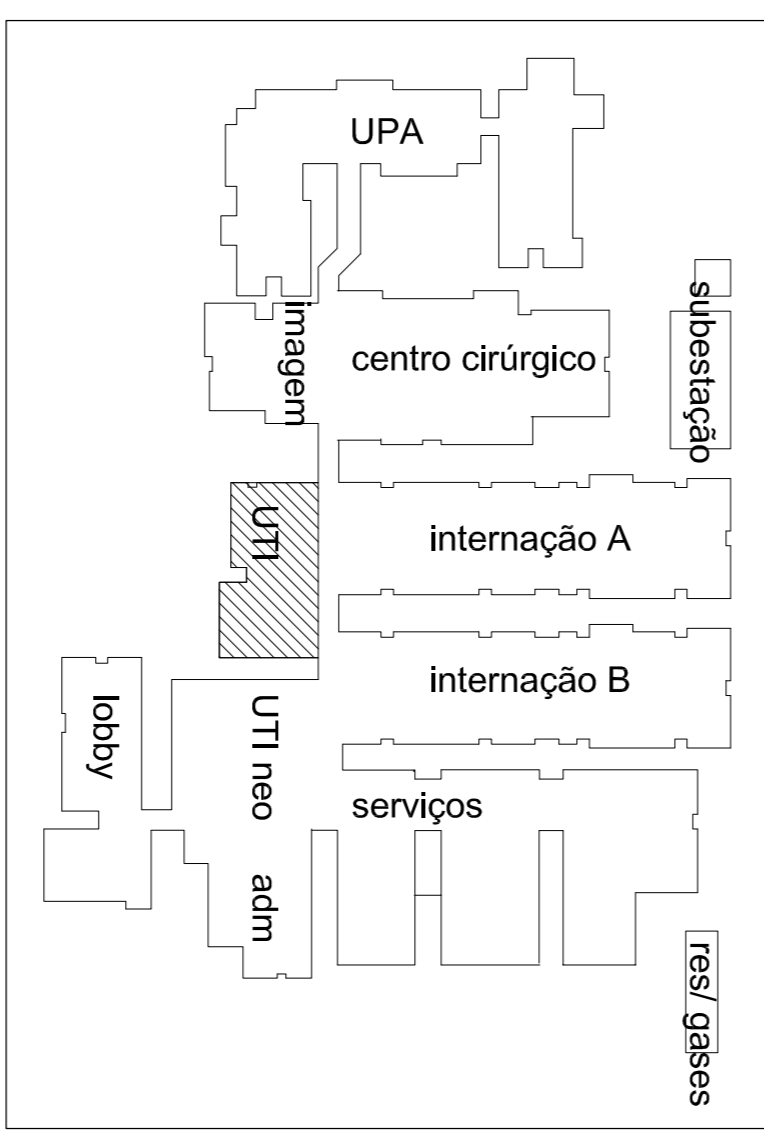 UPA
imagem
centro cirúrgico
subestação
UTI
internação A
internação B
lobby
UTI neo
serviços
adm
res/ gases